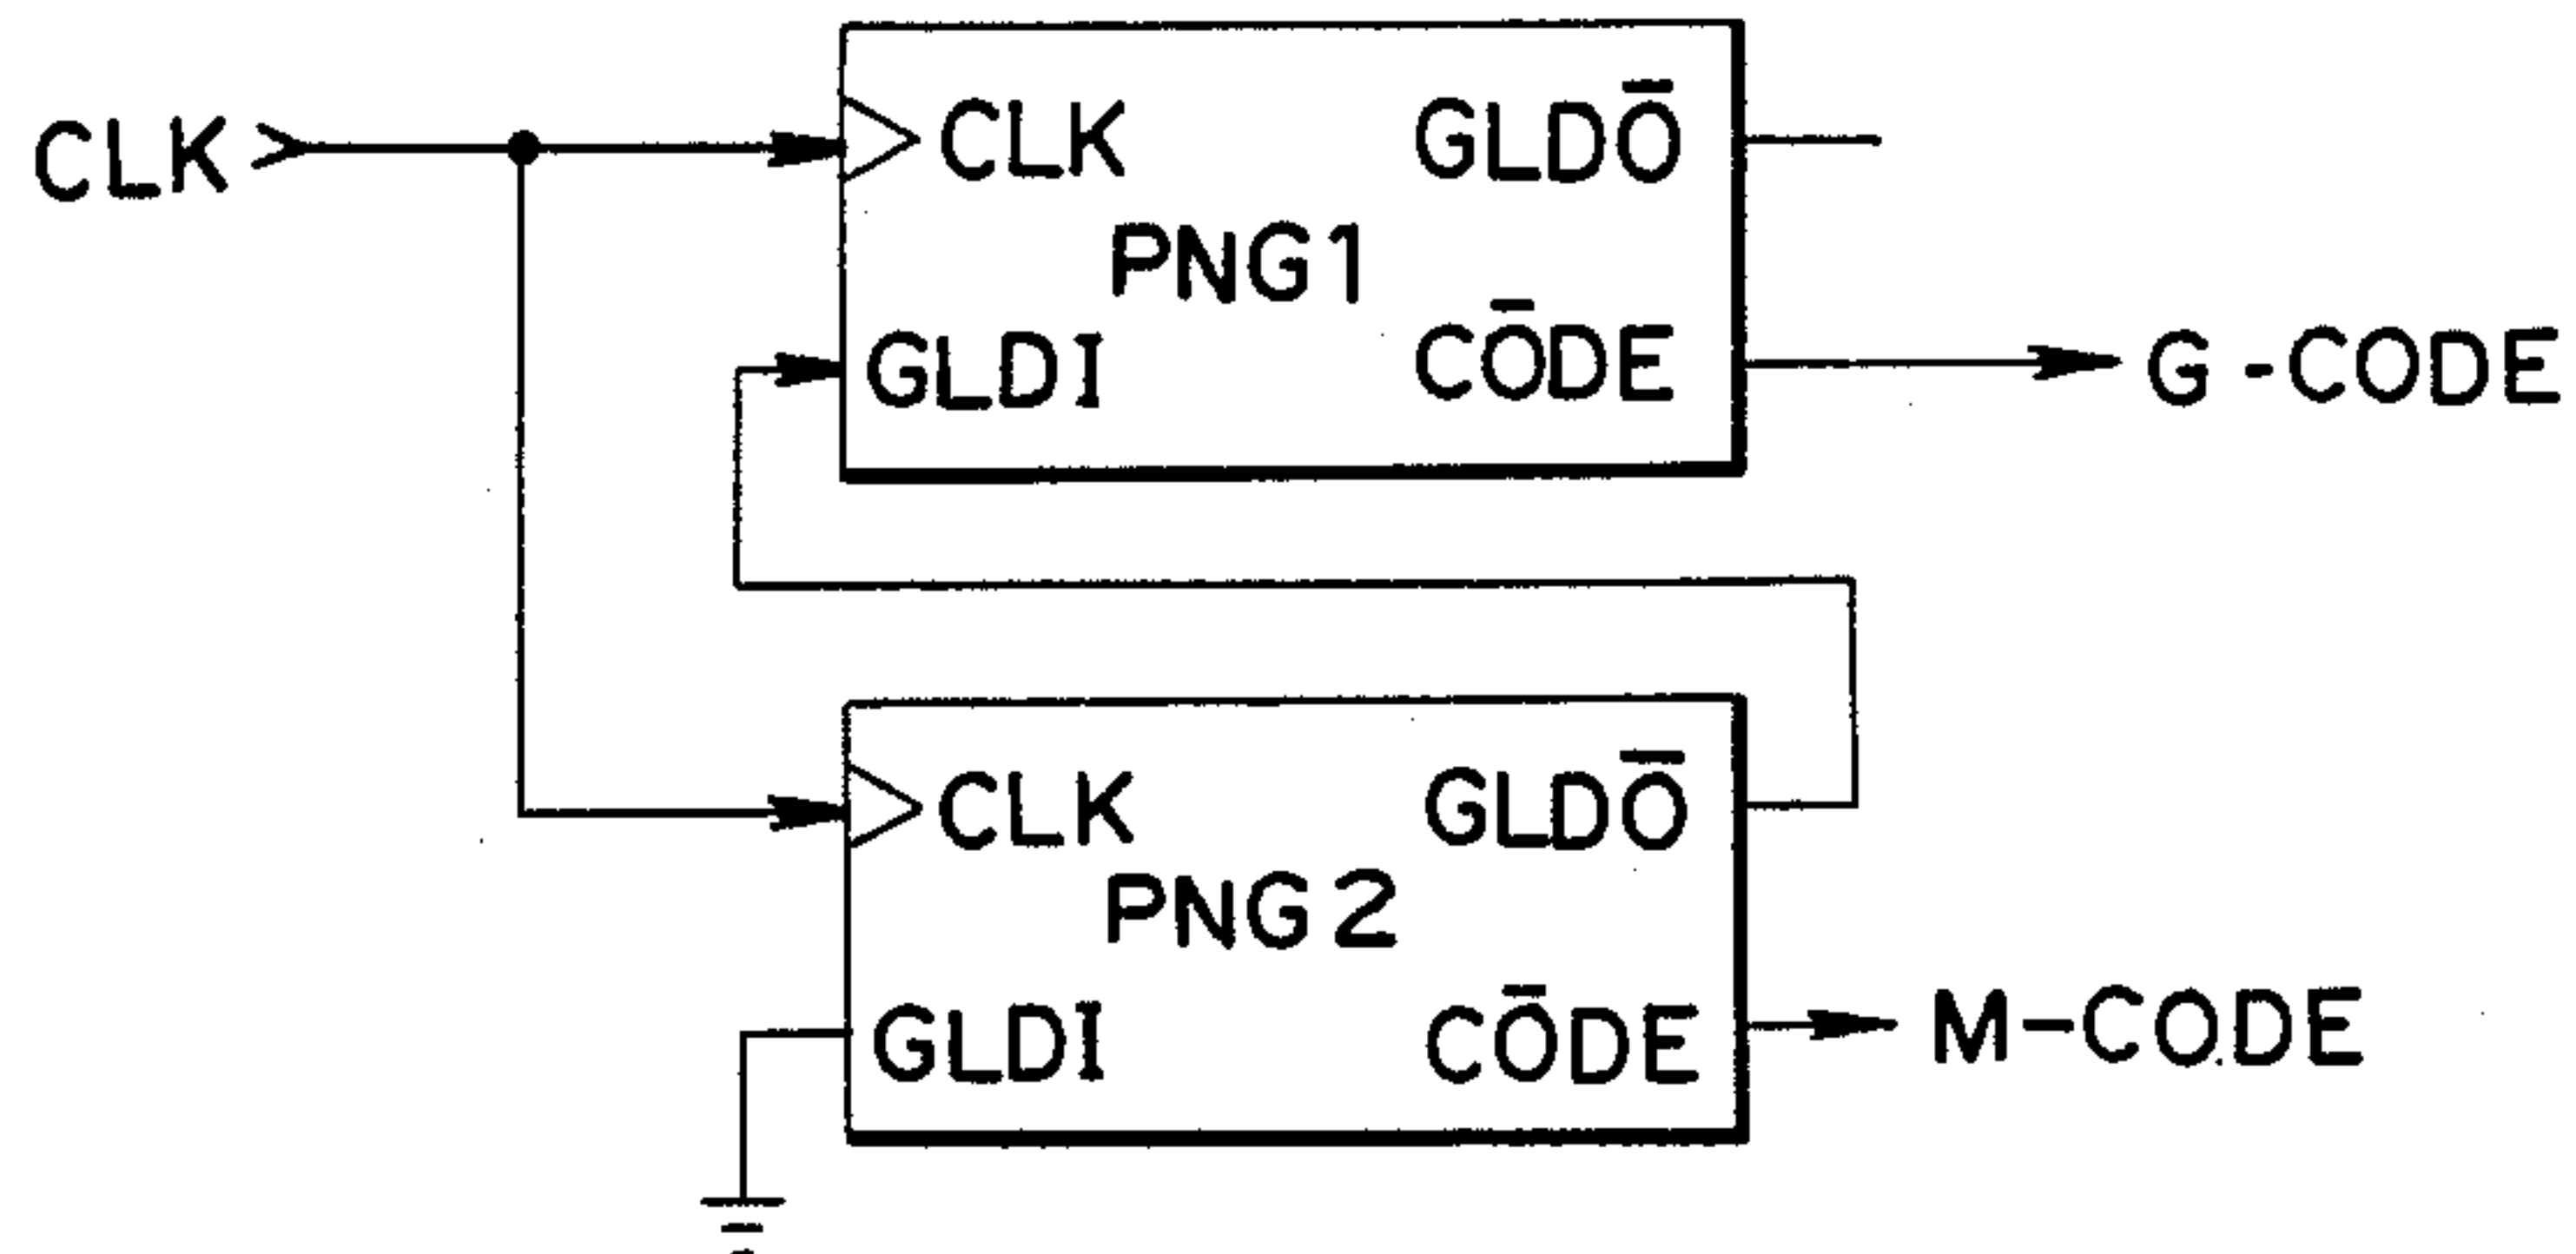 CLK
CLK
GLDŌ
PNG1
GLDI
CŌDE
G-CODE
CLK
GLDŌ
PNG2
GLDI
CŌDE
M-CODE